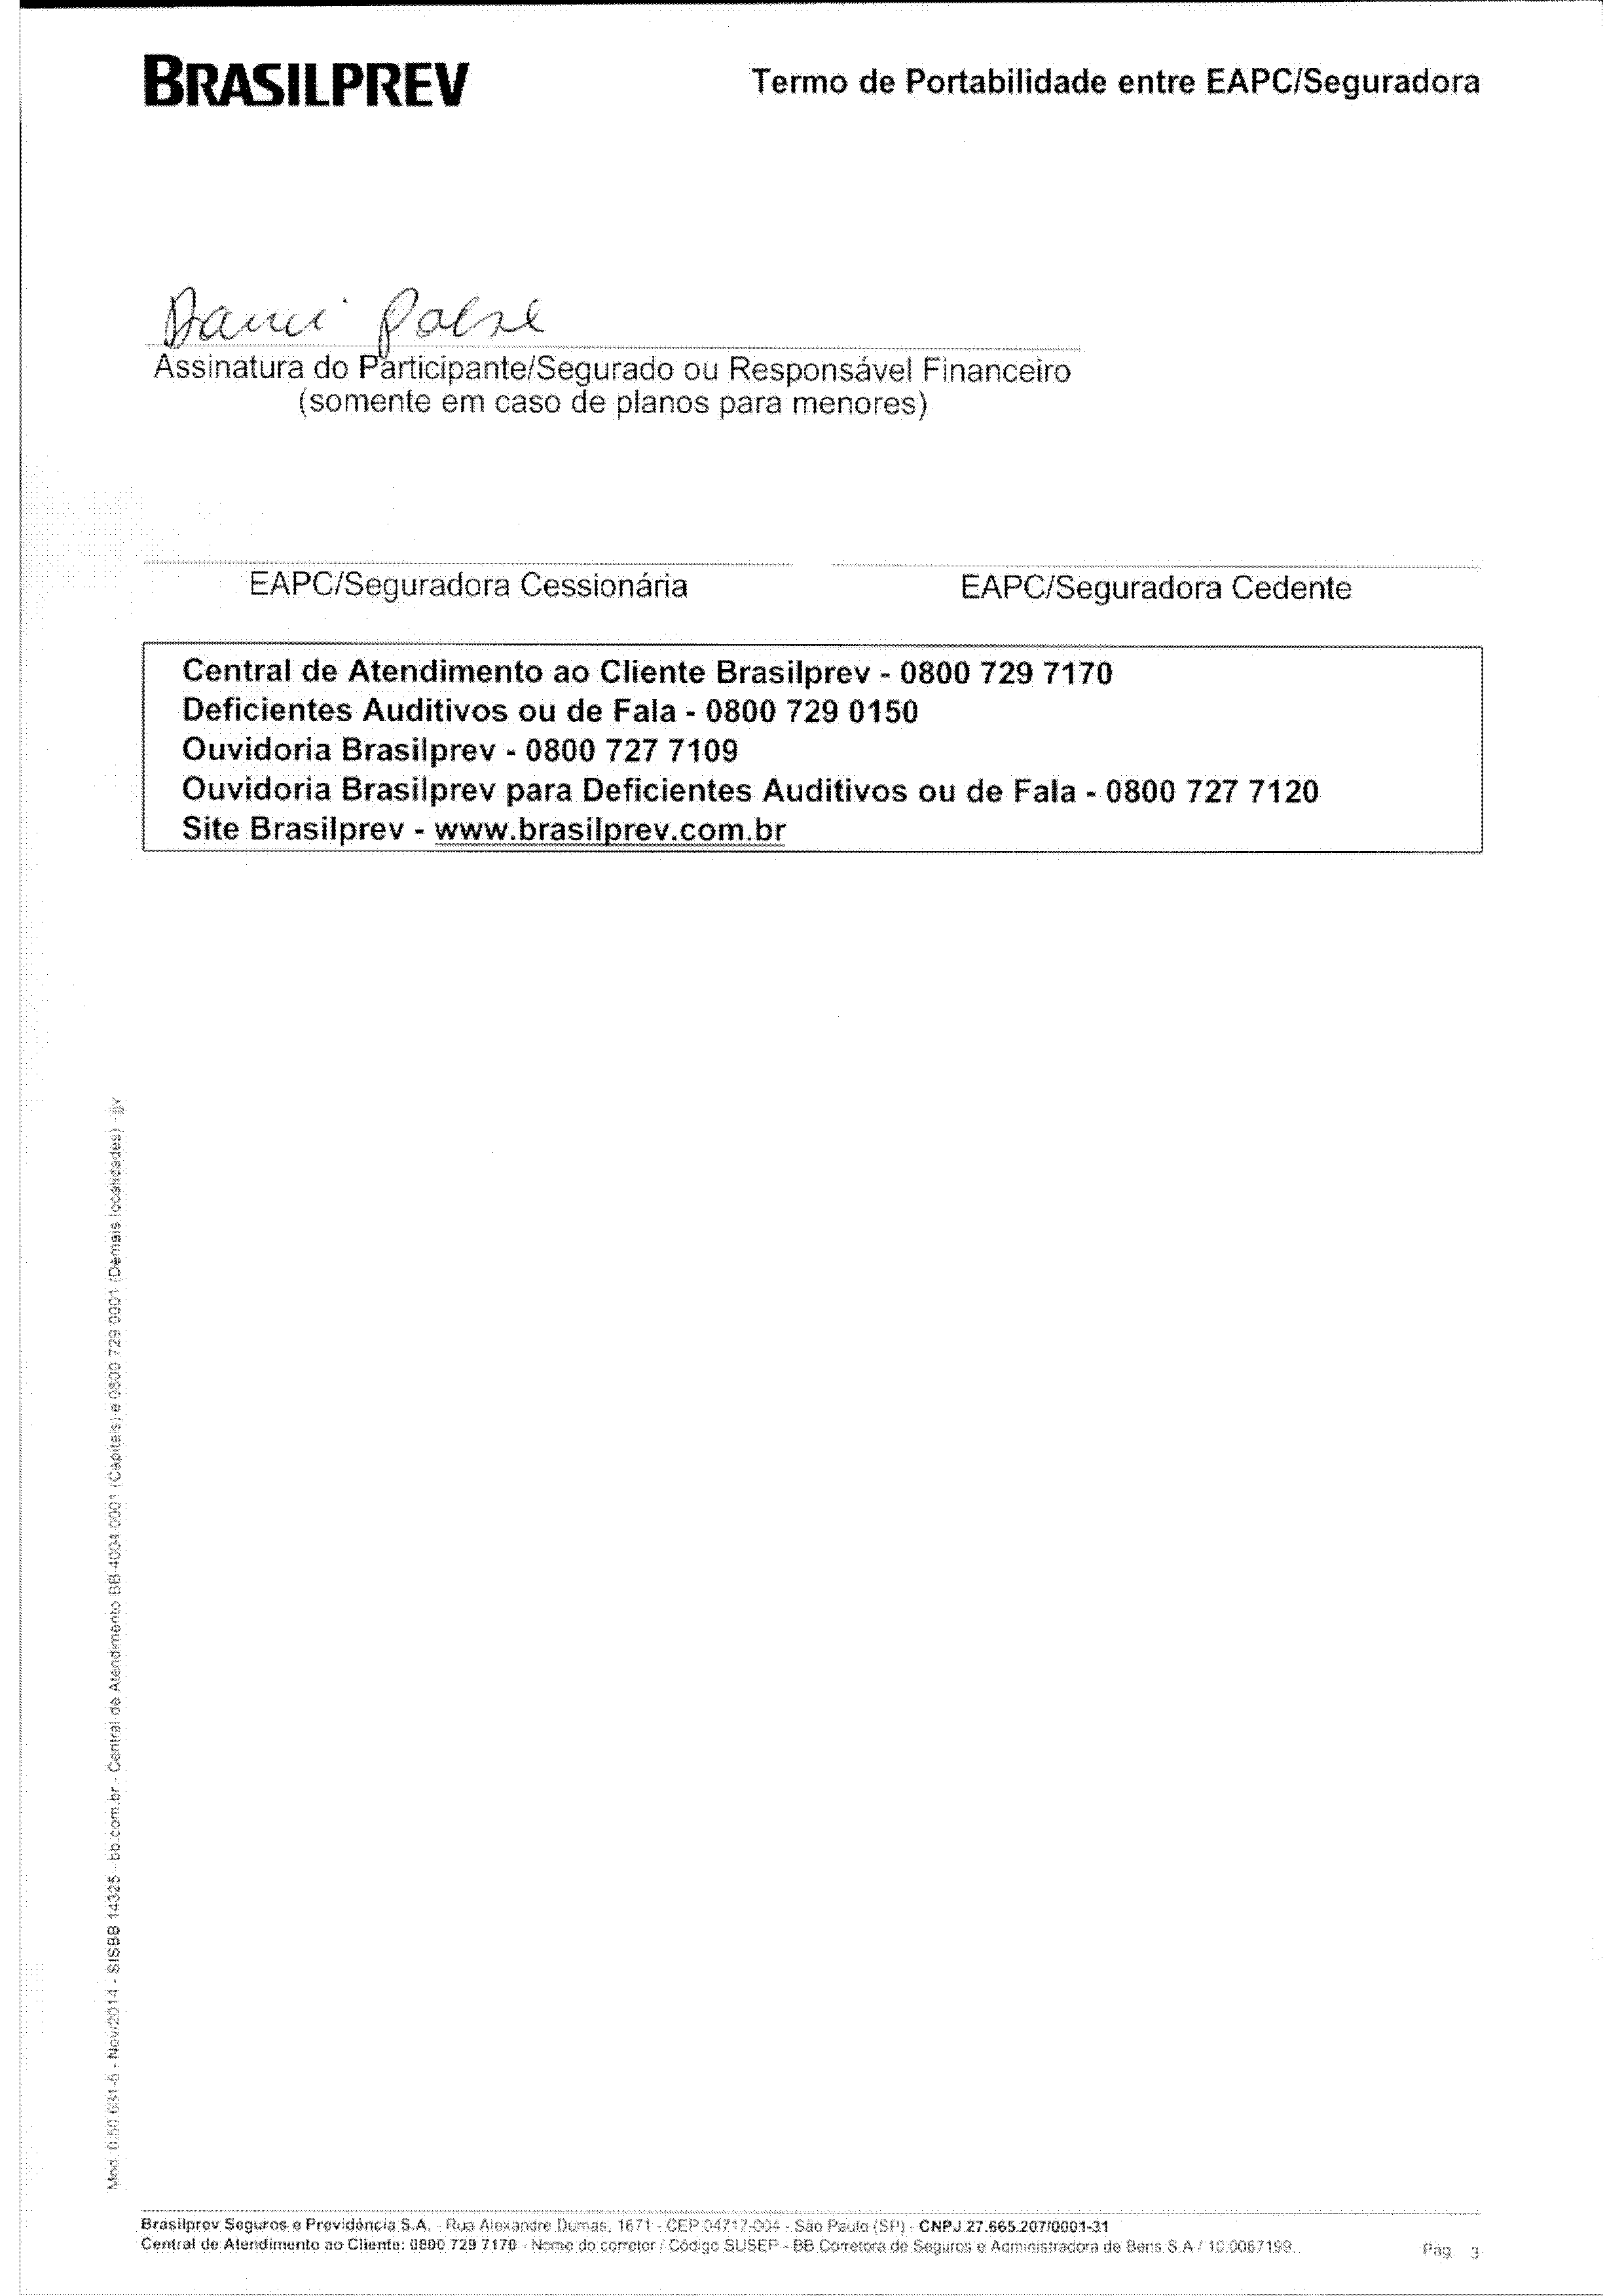 BRASILPREV
Termo de Portabilidade entre EAPC/Seguradora
Assinatura do Participante/Segurado ou Responsável Financeiro
(somente em caso de planos para menores)
EAPC/Seguradora Cessionária
EAPC/Seguradora Cedente
Central de Atendimento ao Cliente Brasilprev - 0800 729 7170
Deficientes Auditivos ou de Fala - 0800 729 0150
Ouvidoria Brasilprev - 0800 727 7109
Ouvidoria Brasilprev para Deficientes Auditivos ou de Fala - 0800 727 7120
Site Brasilprev - www.brasilprev.com.br
Mod. 0.50.631-5 - Nov/2014 - SISBB 14325 - bb.com.br - Central de Atendimento BB 4004 0001 (Capitais) e 0800 729 0001 (Demais localidades) -
Brasilprev Seguros e Previdência S.A. - Rua Alexandre Dumas, 1671 - CEP 04717-004 - São Paulo (SP) - CNPJ 27.665.207/0001-31
Central de Atendimento ao Cliente: 0800 729 7170 - Nome do corretor / Código SUSEP - BB Corretora de Seguros e Administradora de Bens S.A / 10.0067199.
Pág. 3